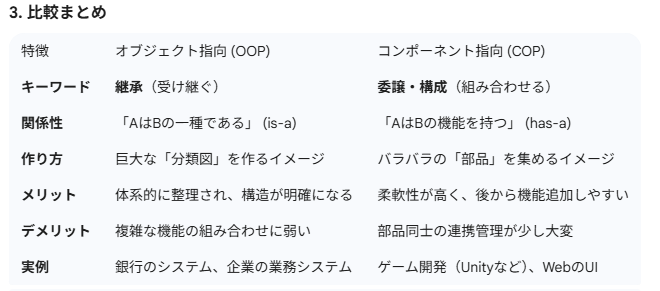 3. 比較まとめ
特徴 オブジェクト指向 (OOP) コンポーネント指向 (COP)
キーワード 継承（受け継ぐ） 委譲・構成（組み合わせる）
関係性 「AはBの一種である」 (is-a) 「AはBの機能を持つ」 (has-a)
作り方 巨大な「分類図」を作るイメージ バラバラの「部品」を集めるイメージ
メリット 体系的に整理され、構造が明確になる 柔軟性が高く、後から機能追加しやすい
デメリット 複雑な機能の組み合わせに弱い 部品同士の連携管理が少し大変
実例 銀行のシステム、企業の業務システム ゲーム開発（Unityなど）、WebのUI